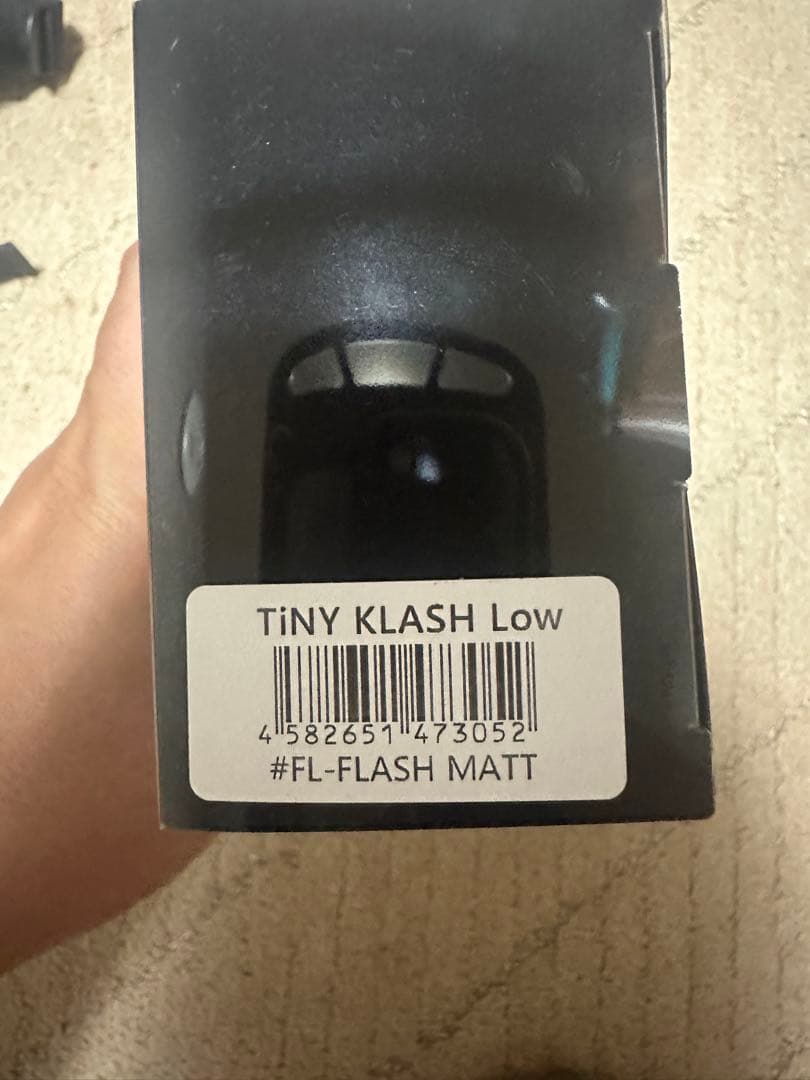 TiNY KLASH Low
4 582651 473052
#FL-FLASH MATT